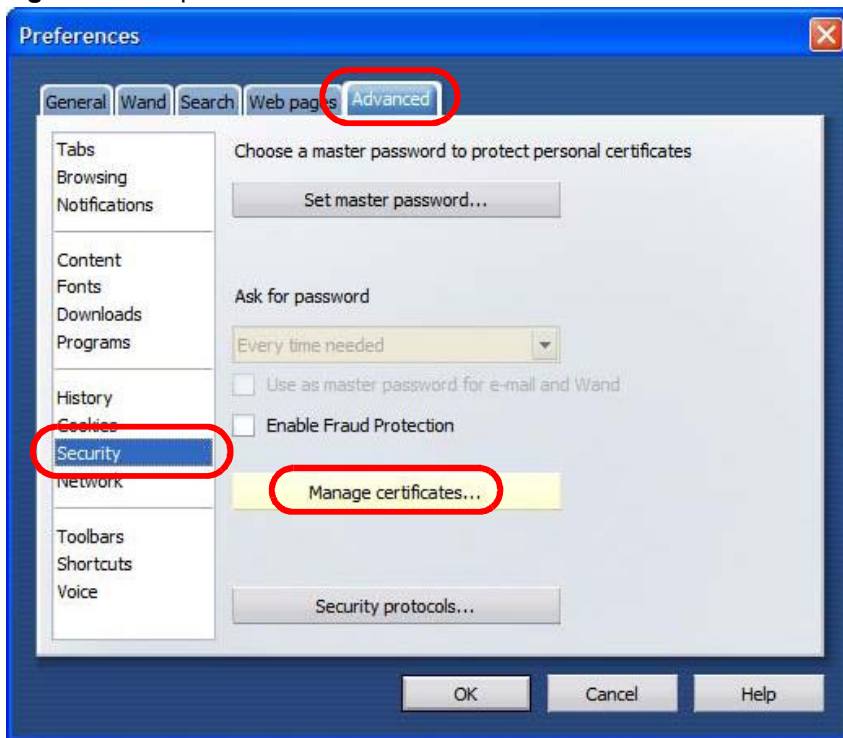 Preferences
General Wand Search Web pages Advanced
Tabs
Browsing
Notifications
Content
Fonts
Downloads
Programs
History
Cookies
Security
Network
Toolbars
Shortcuts
Voice
Choose a master password to protect personal certificates
Set master password...
Ask for password
Every time needed
Use as master password for e-mail and Wand
Enable Fraud Protection
Manage certificates...
Security protocols...
OK Cancel Help